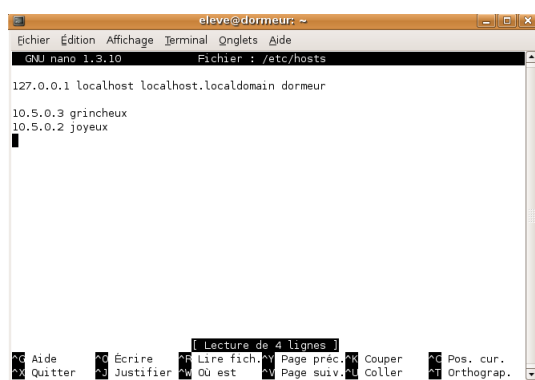 eleve@dormeur: ~
Fichier Édition Affichage Terminal Onglets Aide
GNU nano 1.3.10 Fichier : /etc/hosts
127.0.0.1 localhost localhost.localdomain dormeur
10.5.0.3 grincheux
10.5.0.2 joyeux
[ Lecture de 4 lignes ]
^G Aide ^O Écrire ^R Lire fich. ^Y Page préc. ^K Couper ^C Pos. cur.
^X Quitter ^J Justifier ^W Où est ^V Page suiv. ^U Coller ^T Orthograp.